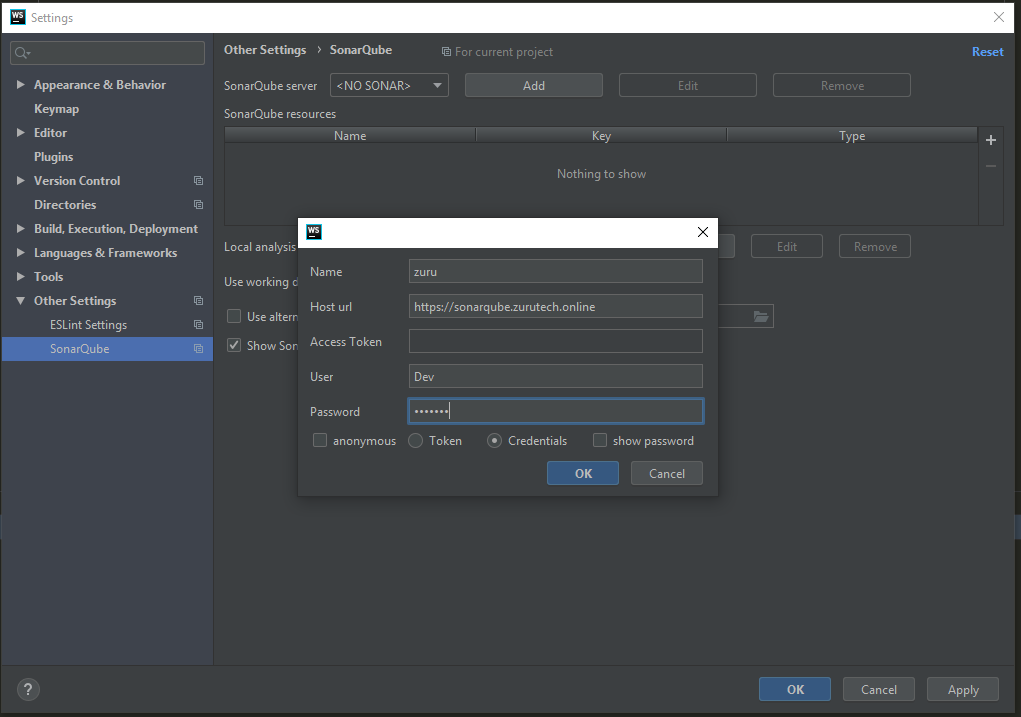 WS Settings
Other Settings › SonarQube For current project Reset
Appearance & Behavior
Keymap
Editor
Plugins
Version Control
Directories
Build, Execution, Deployment
Languages & Frameworks
Tools
Other Settings
ESLint Settings
SonarQube
SonarQube server <NO SONAR> Add Edit Remove
SonarQube resources
Name Key Type
Nothing to show
Local analysis Edit Remove
Use working d
Use altern
Show Son
WS
Name zuru
Host url https://sonarqube.zurutech.online
Access Token
User Dev
Password •••••••
anonymous Token Credentials show password
OK Cancel
? OK Cancel Apply